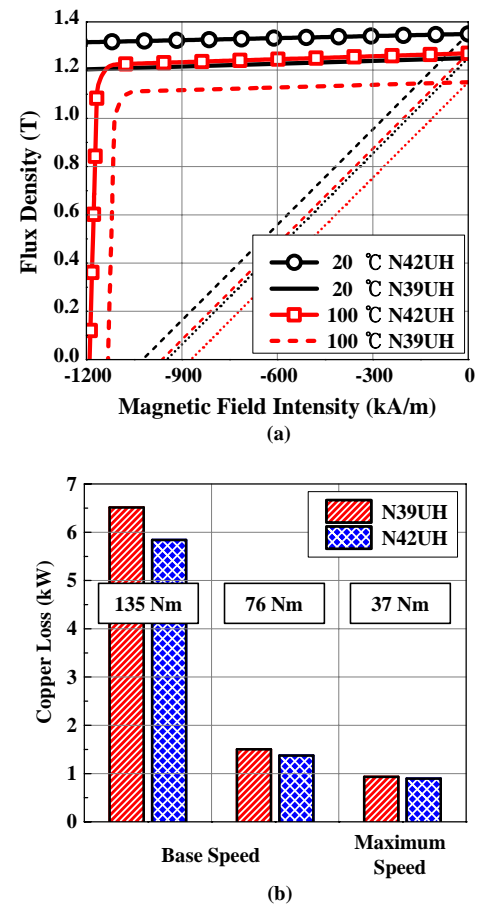 1.4
1.2
1.0
0.8
0.6
0.4
0.2
0.0
Flux Density (T)
20 ℃ N42UH
20 ℃ N39UH
100 ℃ N42UH
100 ℃ N39UH
-1200 -900 -600 -300 0
Magnetic Field Intensity (kA/m)
(a)
7
6
5
4
3
2
1
0
Copper Loss (kW)
N39UH
N42UH
135 Nm 76 Nm 37 Nm
Base Speed
Maximum
Speed
(b)